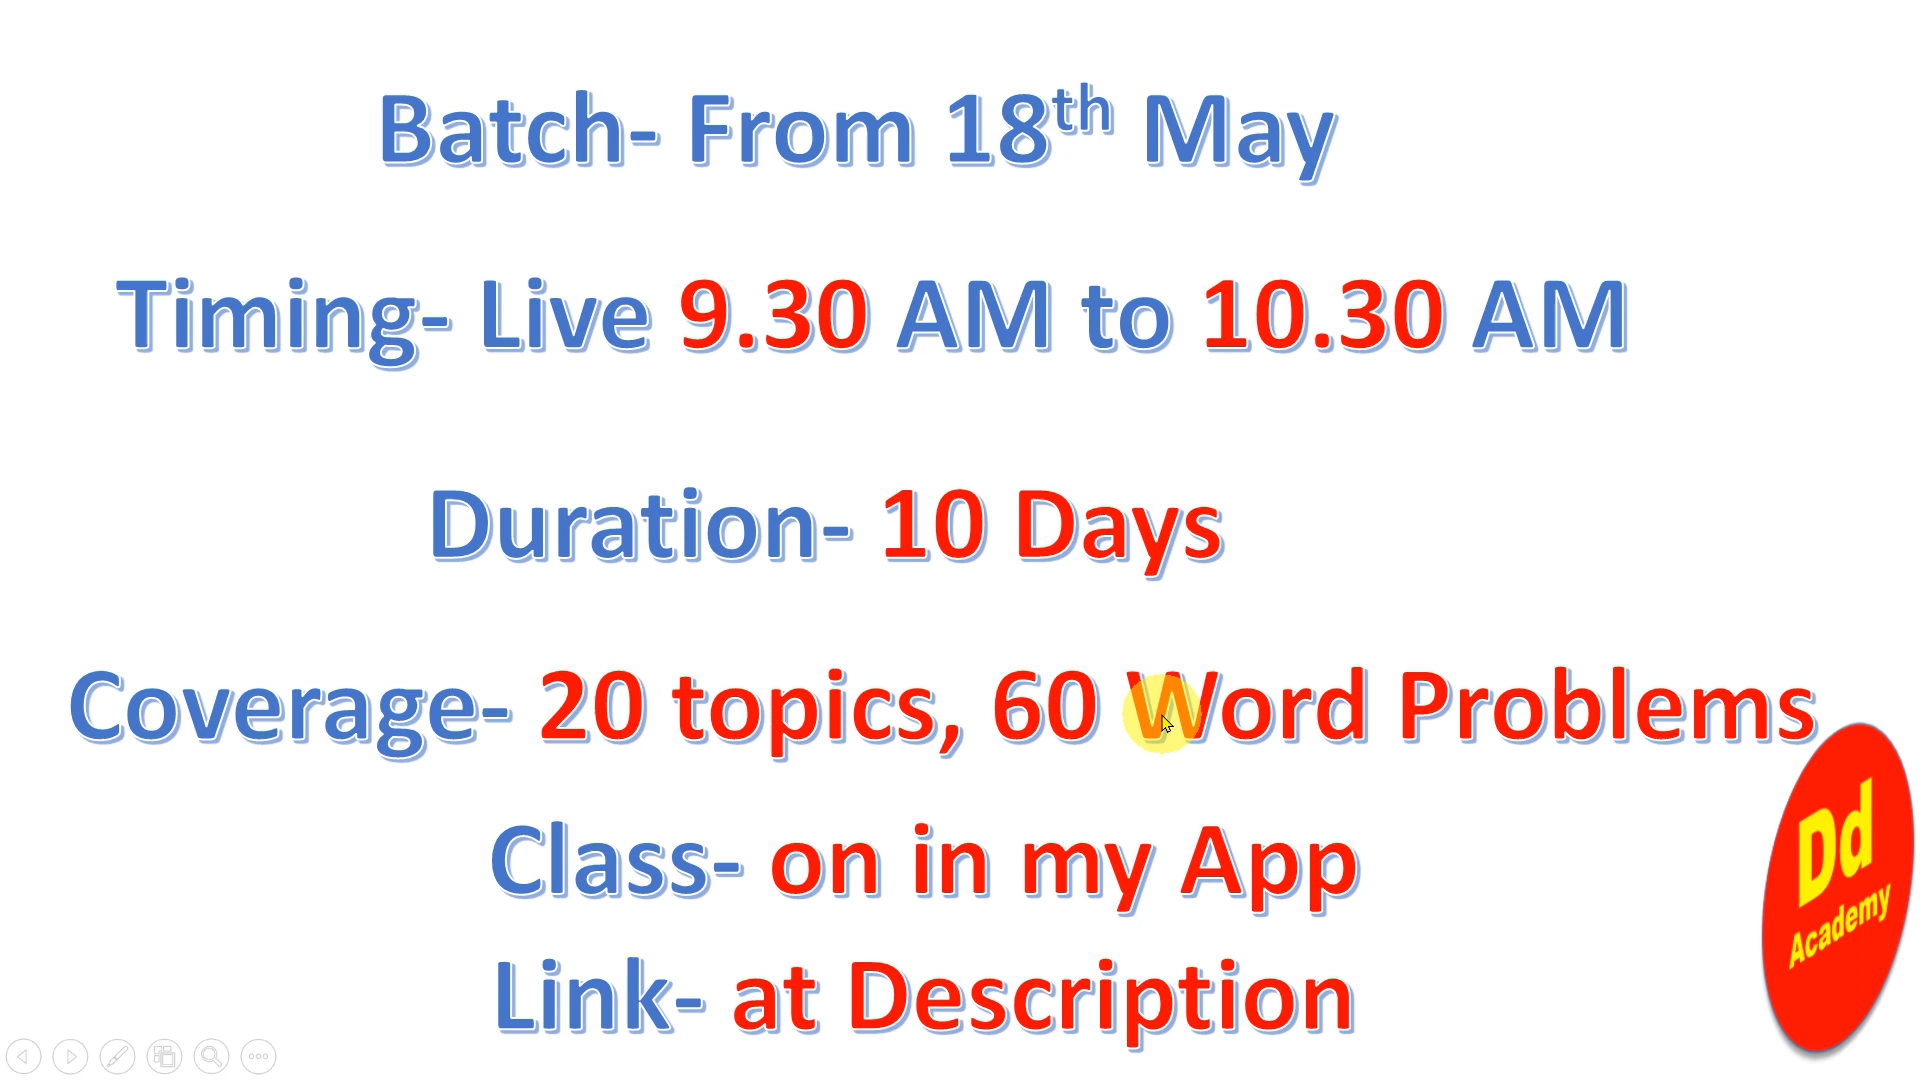 Batch- From 18th May
Timing- Live 9.30 AM to 10.30 AM
Duration- 10 Days
Coverage- 20 topics, 60 Word Problems
Class- on in my App
Link- at Description
Dd
Academy